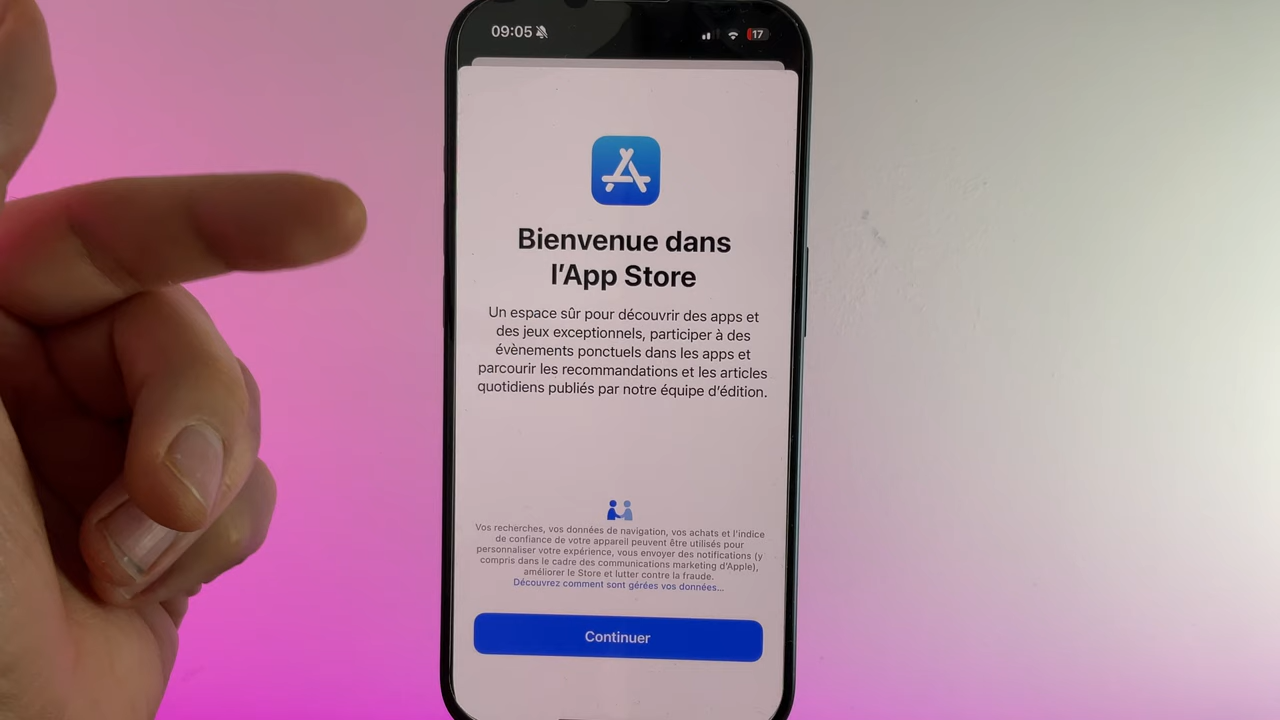 09:05
17
Bienvenue dans
l'App Store
Un espace sûr pour découvrir des apps et
des jeux exceptionnels, participer à des
évènements ponctuels dans les apps et
parcourir les recommandations et les articles
quotidiens publiés par notre équipe d'édition.
Vos recherches, vos données de navigation, vos achats et l'indice
de confiance de votre appareil peuvent être utilisés pour
personnaliser votre expérience, vous envoyer des notifications (y
compris dans le cadre des communications marketing d'Apple),
améliorer le Store et lutter contre la fraude.
Découvrez comment sont gérées vos données...
Continuer